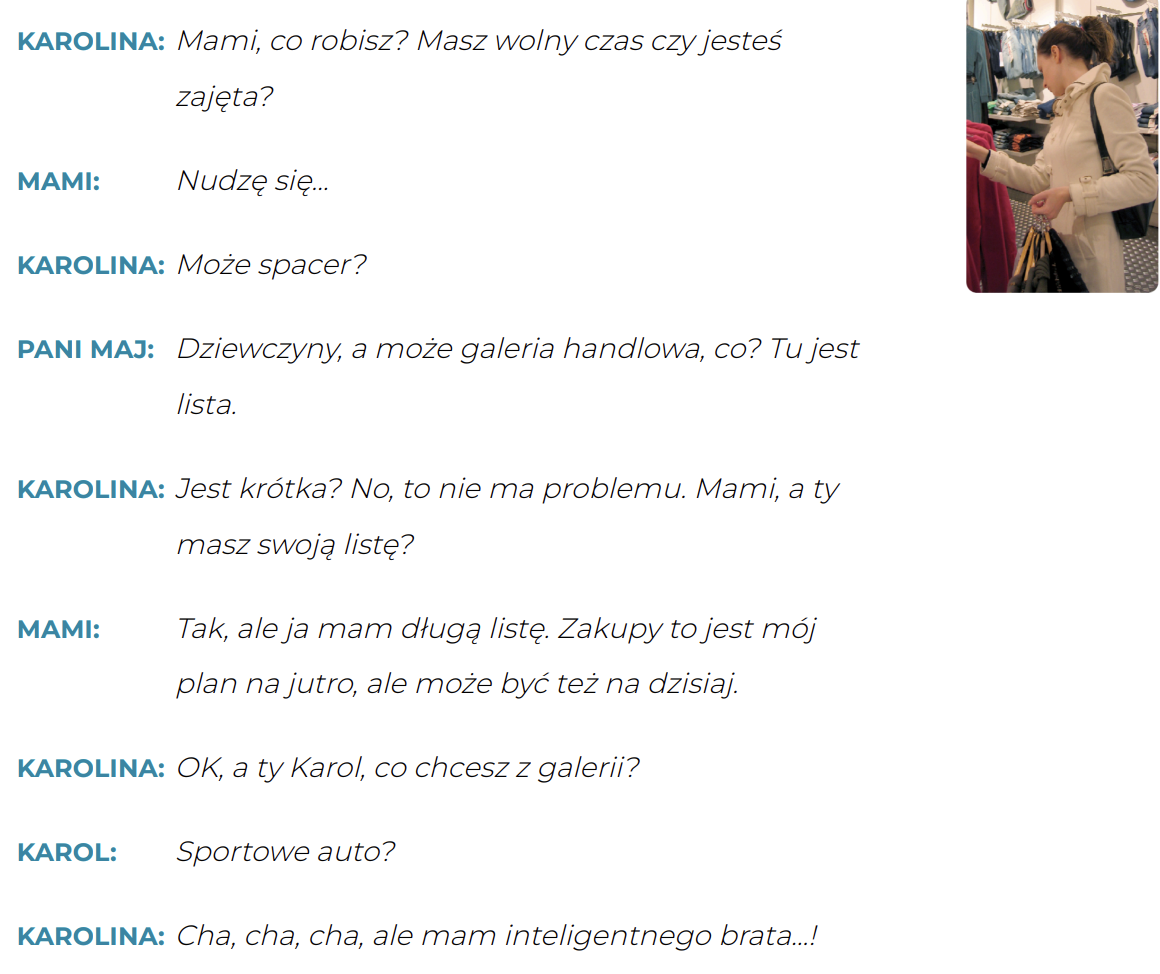 KAROLINA: Mami, co robisz? Masz wolny czas czy jesteś
zajęta?
MAMI: Nudzę się...
KAROLINA: Może spacer?
PANI MAJ: Dziewczyny, a może galeria handlowa, co? Tu jest
lista.
KAROLINA: Jest krótka? No, to nie ma problemu. Mami, a ty
masz swoją listę?
MAMI: Tak, ale ja mam długą listę. Zakupy to jest mój
plan na jutro, ale może być też na dzisiaj.
KAROLINA: OK, a ty Karol, co chcesz z galerii?
KAROL: Sportowe auto?
KAROLINA: Cha, cha, cha, ale mam inteligentnego brata...!